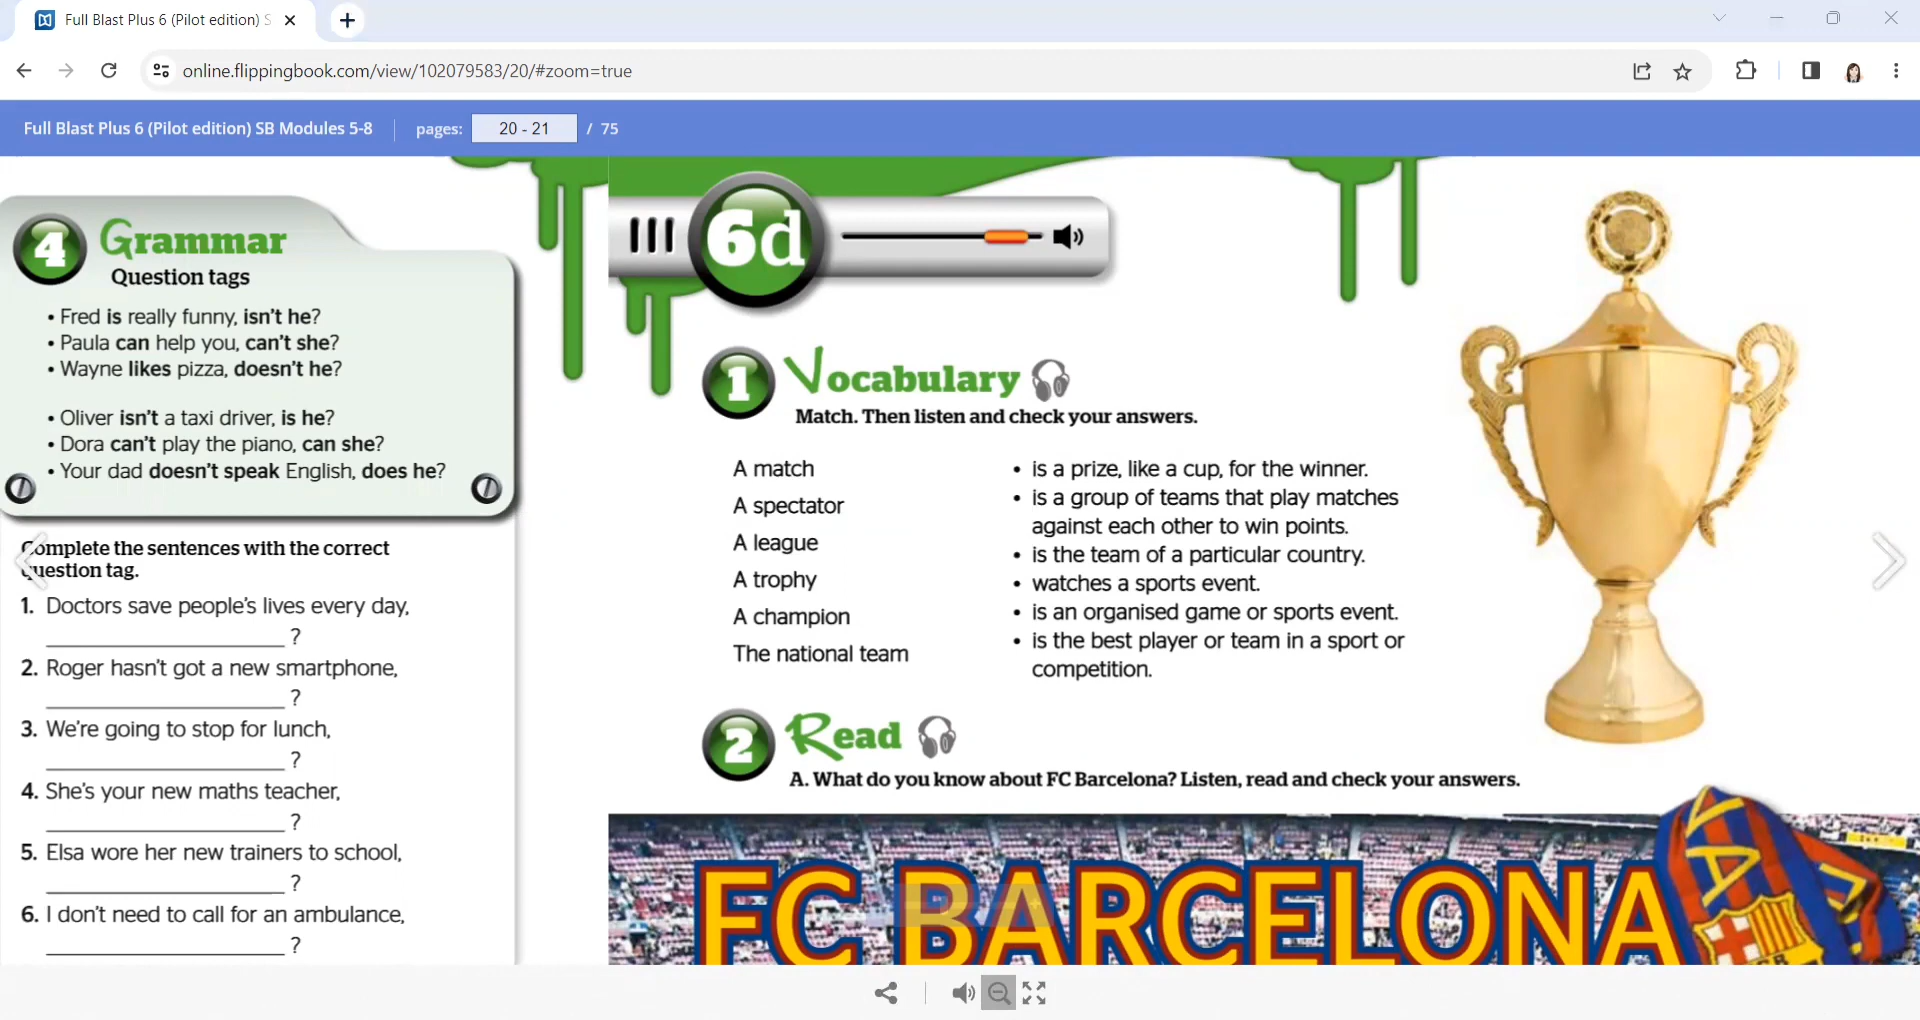 Full Blast Plus 6 (Pilot edition) S
online.flippingbook.com/view/102079583/20/#zoom=true
Full Blast Plus 6 (Pilot edition) SB Modules 5-8
pages:
20 - 21
/ 75
4
Grammar
Question tags
• Fred is really funny, isn't he?
• Paula can help you, can't she?
• Wayne likes pizza, doesn't he?
• Oliver isn't a taxi driver, is he?
• Dora can't play the piano, can she?
• Your dad doesn't speak English, does he?
Complete the sentences with the correct
question tag.
1. Doctors save people's lives every day,
____________________ ?
2. Roger hasn't got a new smartphone,
____________________ ?
3. We're going to stop for lunch,
____________________ ?
4. She's your new maths teacher,
____________________ ?
5. Elsa wore her new trainers to school,
____________________ ?
6. I don't need to call for an ambulance,
____________________ ?
6d
1
Vocabulary
Match. Then listen and check your answers.
A match
A spectator
A league
A trophy
A champion
The national team
• is a prize, like a cup, for the winner.
• is a group of teams that play matches
against each other to win points.
• is the team of a particular country.
• watches a sports event.
• is an organised game or sports event.
• is the best player or team in a sport or
competition.
2
Read
A. What do you know about FC Barcelona? Listen, read and check your answers.
FC BARCELONA